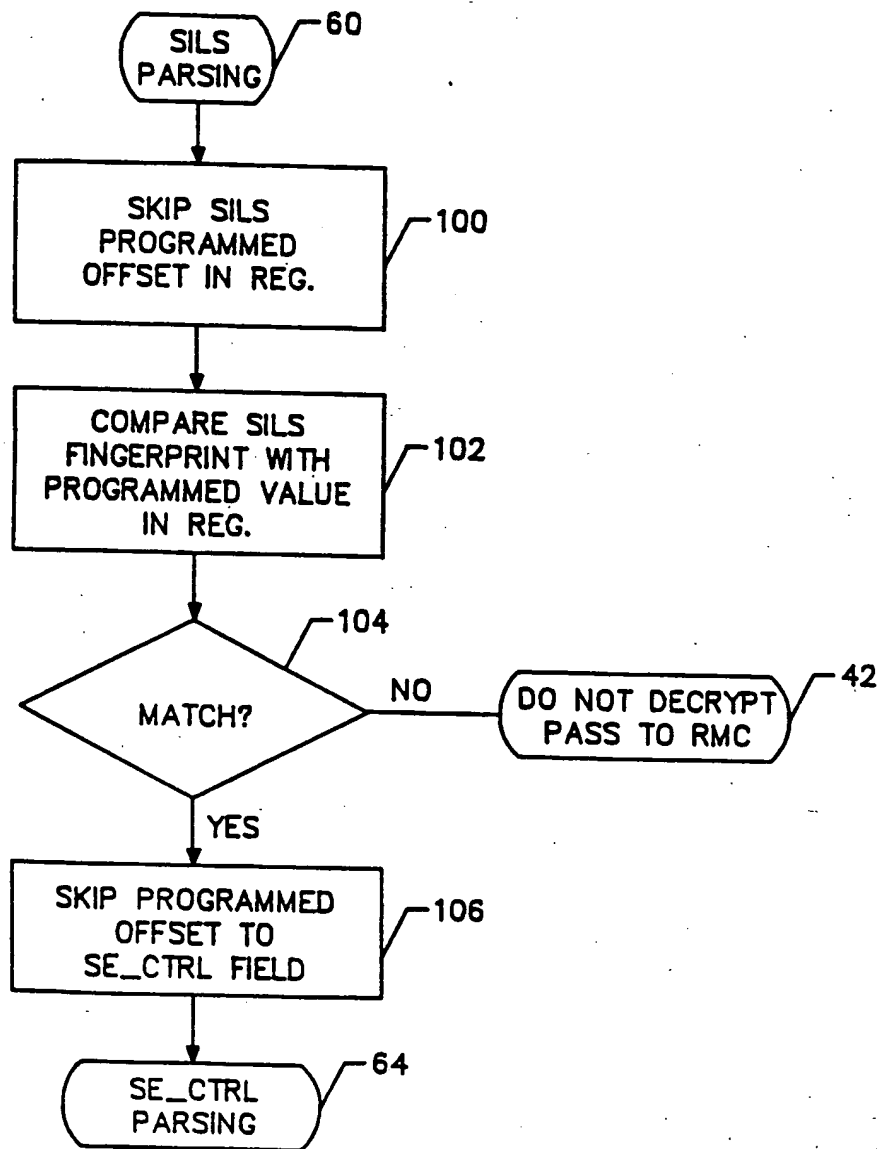 SILS
PARSING
60
SKIP SILS
PROGRAMMED
OFFSET IN REG.
100
COMPARE SILS
FINGERPRINT WITH
PROGRAMMED VALUE
IN REG.
102
104
MATCH?
NO
DO NOT DECRYPT
PASS TO RMC
42
YES
SKIP PROGRAMMED
OFFSET TO
SE_CTRL FIELD
106
SE_CTRL
PARSING
64